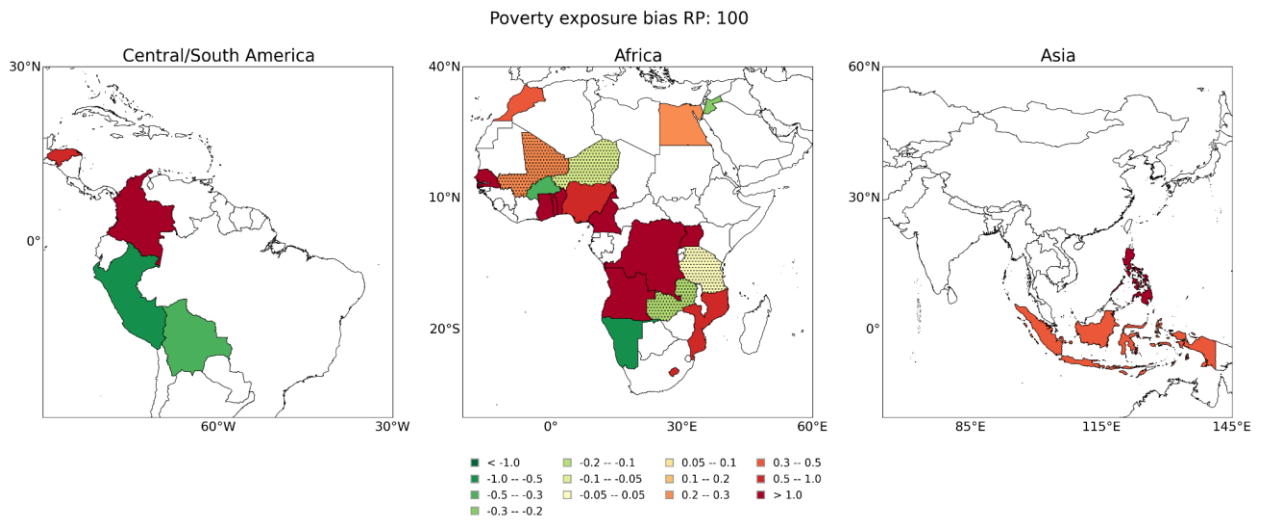 Poverty exposure bias RP: 100
Central/South America
Africa
Asia
30°N
0°
60°W
30°W
40°N
10°N
20°S
0°
30°E
60°E
60°N
30°N
0°
85°E
115°E
145°E
< -1.0
-1.0 -- -0.5
-0.5 -- -0.3
-0.3 -- -0.2
-0.2 -- -0.1
-0.1 -- -0.05
-0.05 -- 0.05
0.05 -- 0.1
0.1 -- 0.2
0.2 -- 0.3
0.3 -- 0.5
0.5 -- 1.0
> 1.0